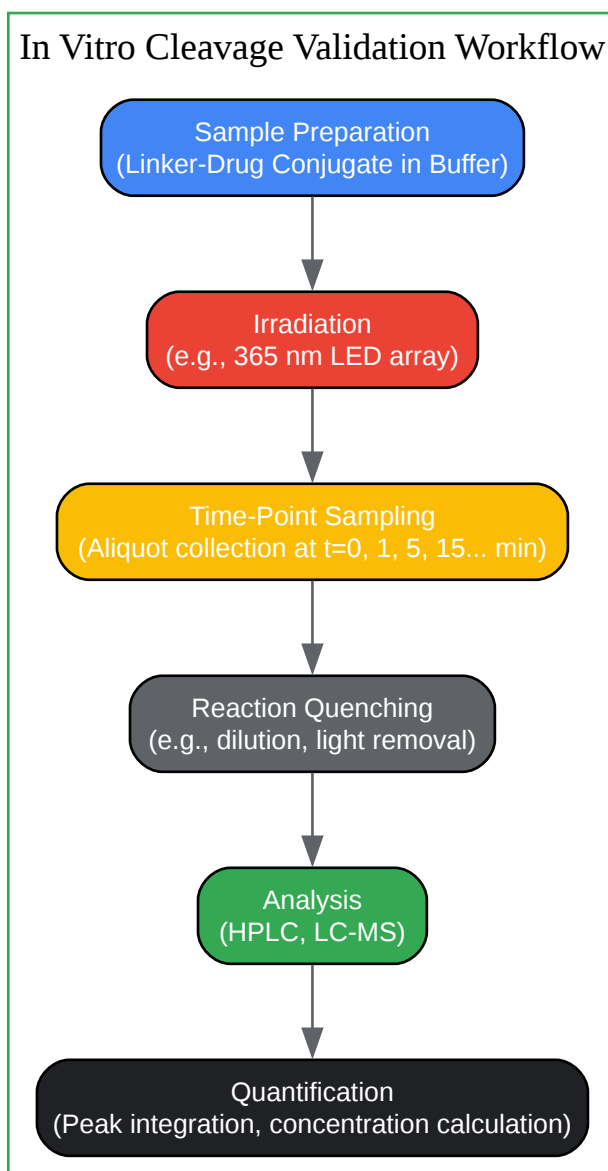 In Vitro Cleavage Validation Workflow
Sample Preparation
(Linker-Drug Conjugate in Buffer)
Irradiation
(e.g., 365 nm LED array)
Time-Point Sampling
(Aliquot collection at t=0, 1, 5, 15... min)
Reaction Quenching
(e.g., dilution, light removal)
Analysis
(HPLC, LC-MS)
Quantification
(Peak integration, concentration calculation)